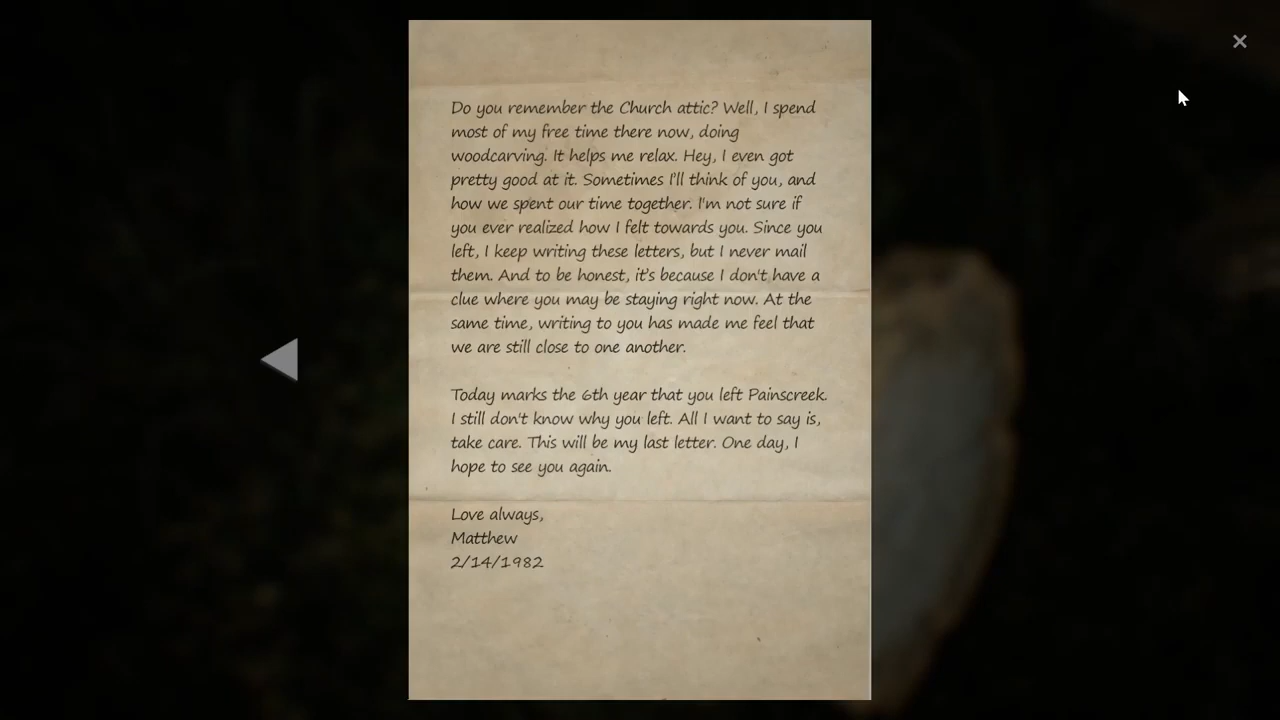 Do you remember the Church attic? Well, I spend
most of my free time there now, doing
woodcarving. It helps me relax. Hey, I even got
pretty good at it. Sometimes I'll think of you, and
how we spent our time together. I'm not sure if
you ever realized how I felt towards you. Since you
left, I keep writing these letters, but I never mail
them. And to be honest, it's because I don't have a
clue where you may be staying right now. At the
same time, writing to you has made me feel that
we are still close to one another.
Today marks the 6th year that you left Painscreek.
I still don't know why you left. All I want to say is,
take care. This will be my last letter. One day, I
hope to see you again.
Love always,
Matthew
2/14/1982